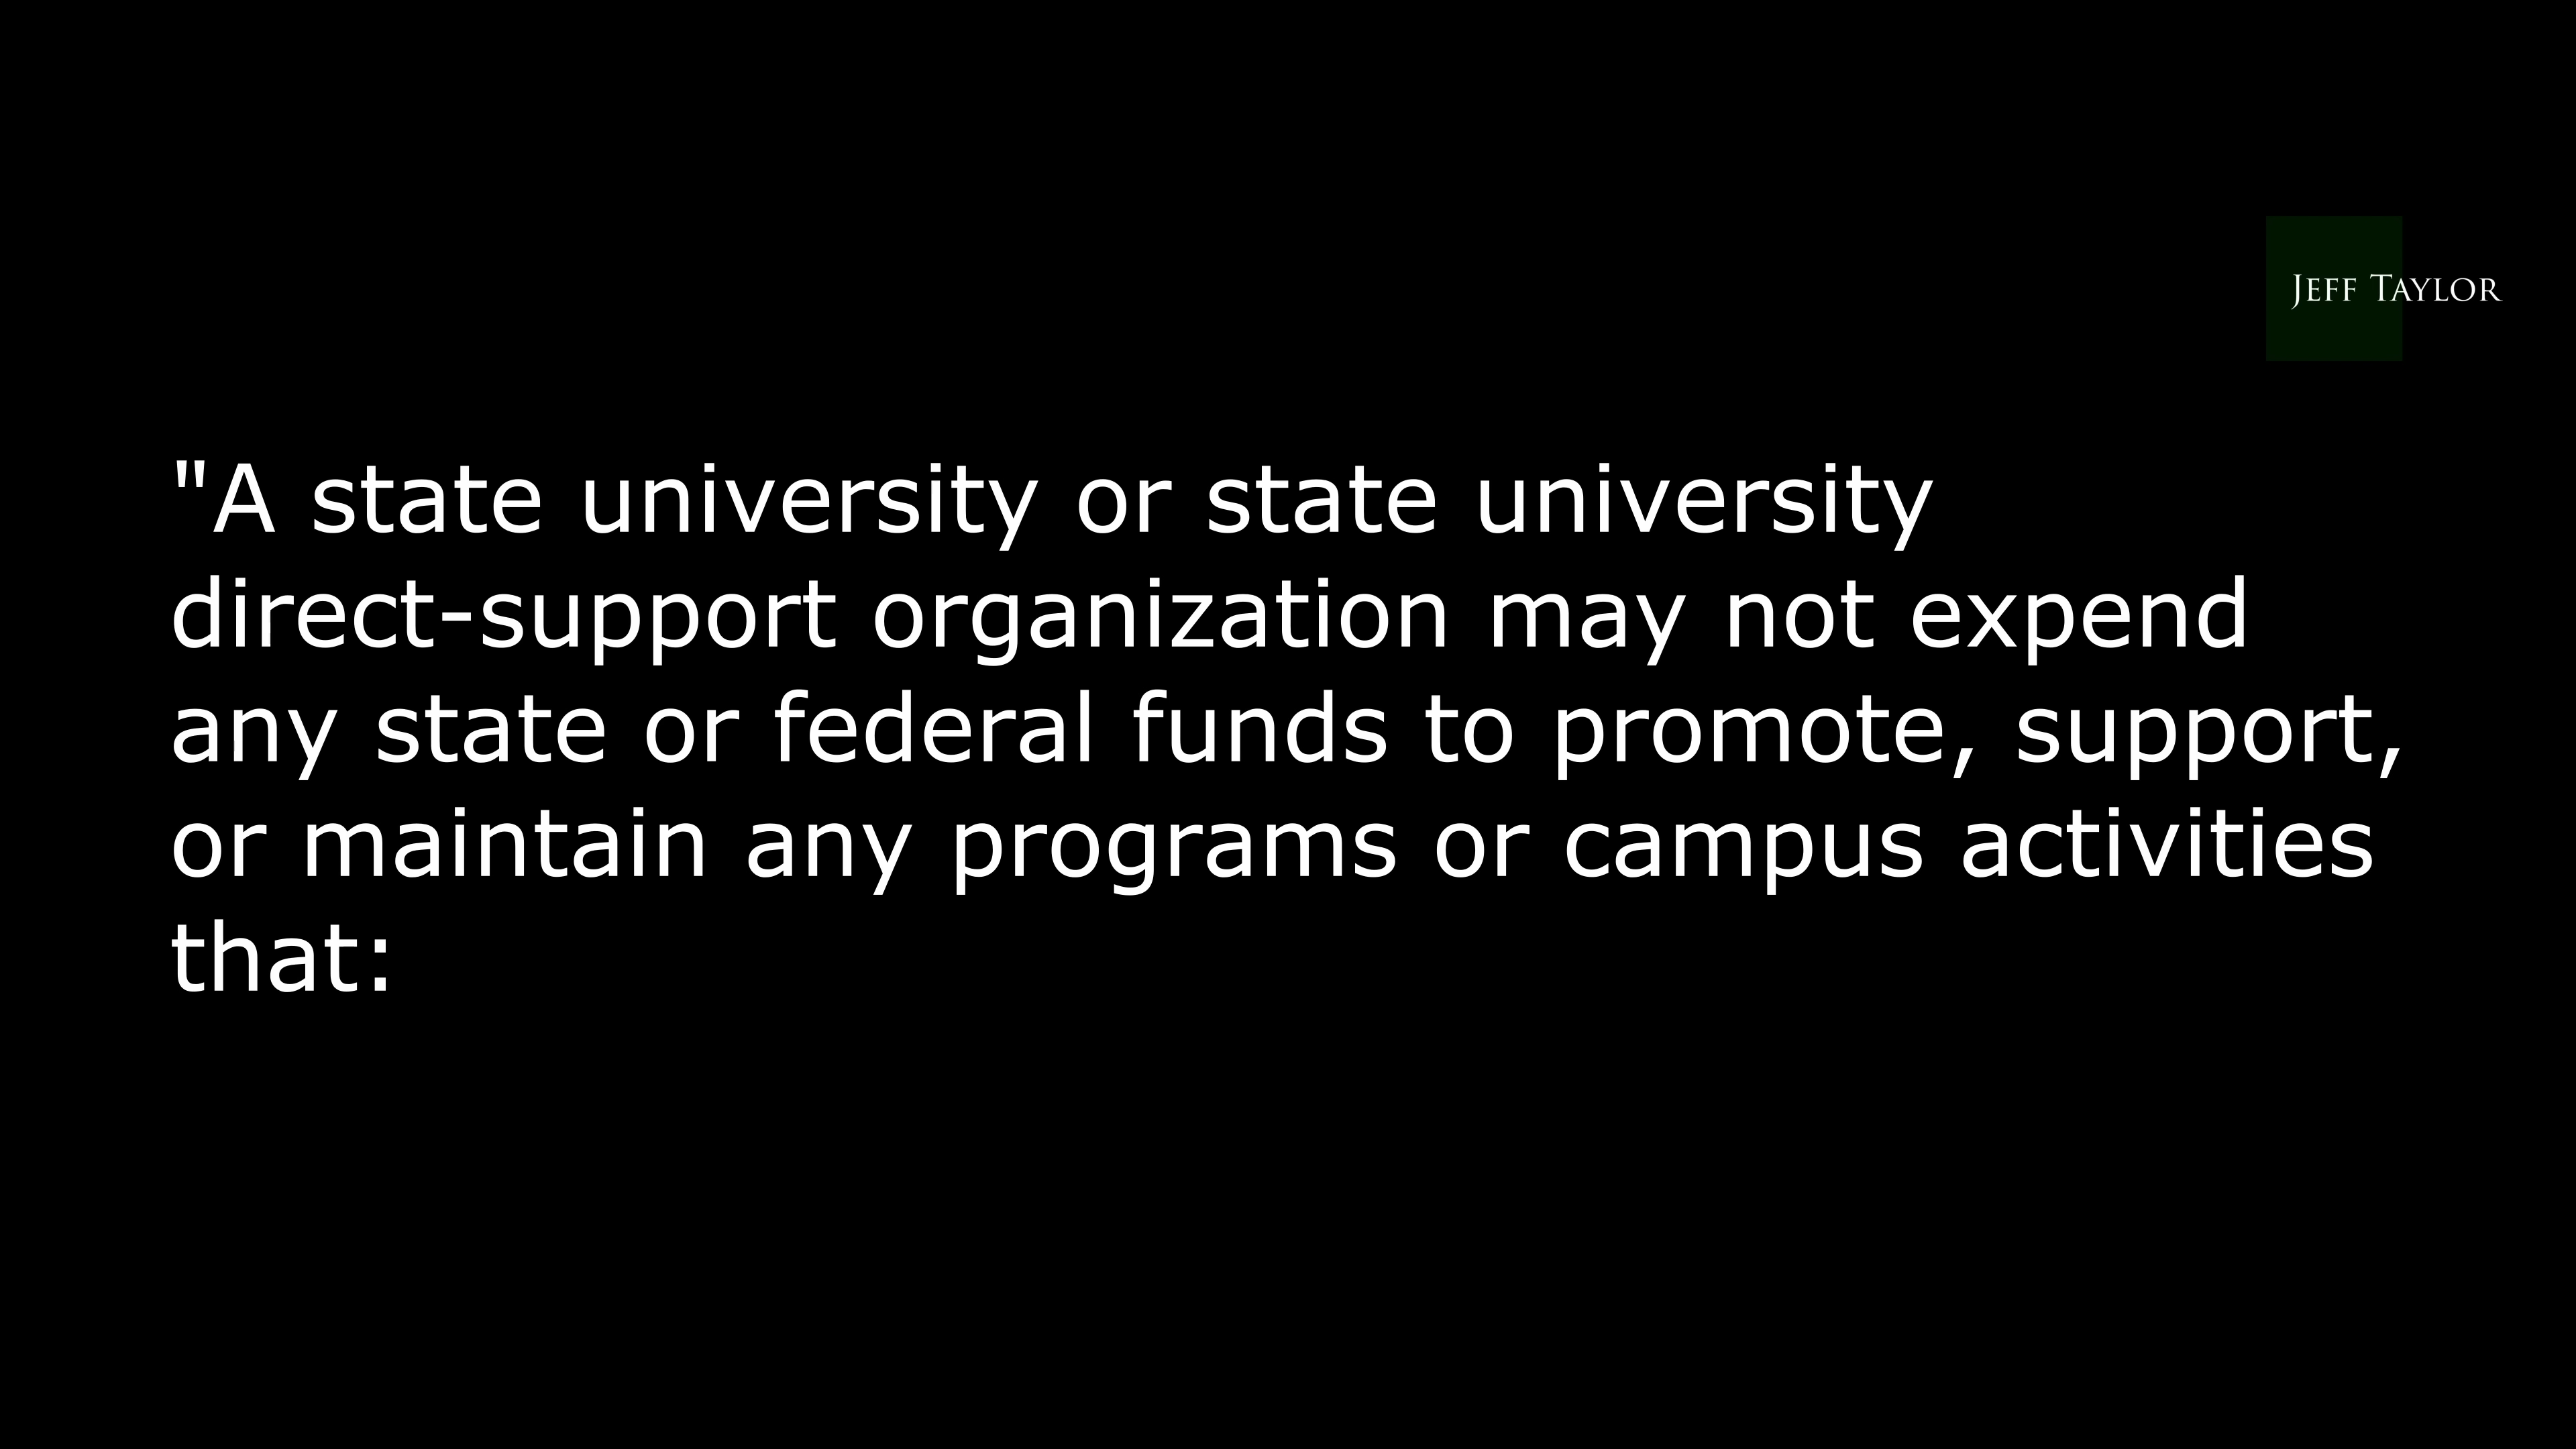 JEFF TAYLOR
"A state university or state university
direct-support organization may not expend
any state or federal funds to promote, support,
or maintain any programs or campus activities
that: